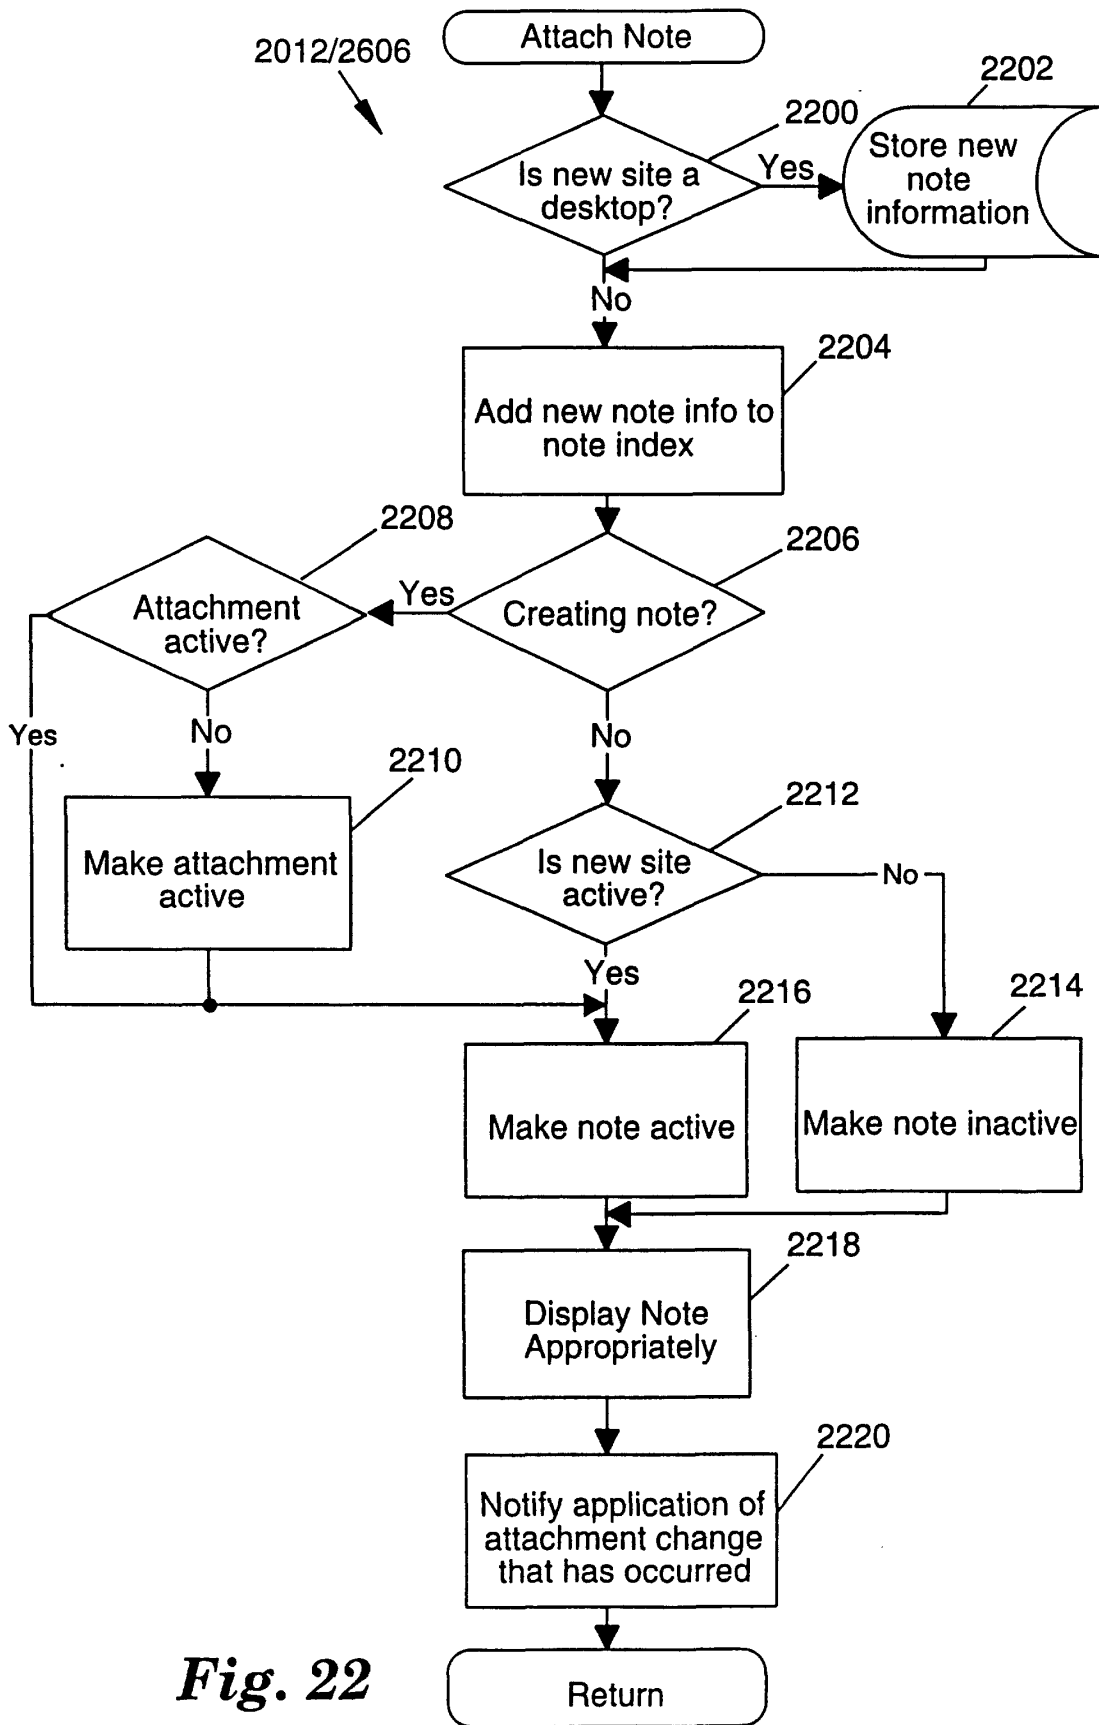 Attach Note
2012/2606
2202
2200
Is new site a
desktop?
Yes
Store new
note
information
No
2204
Add new note info to
note index
2208
2206
Attachment
active?
Yes
Creating note?
Yes
No
No
2210
2212
Make attachment
active
Is new site
active?
No
Yes
2216
2214
Make note active
Make note inactive
2218
Display Note
Appropriately
2220
Notify application of
attachment change
that has occurred
Fig. 22
Return